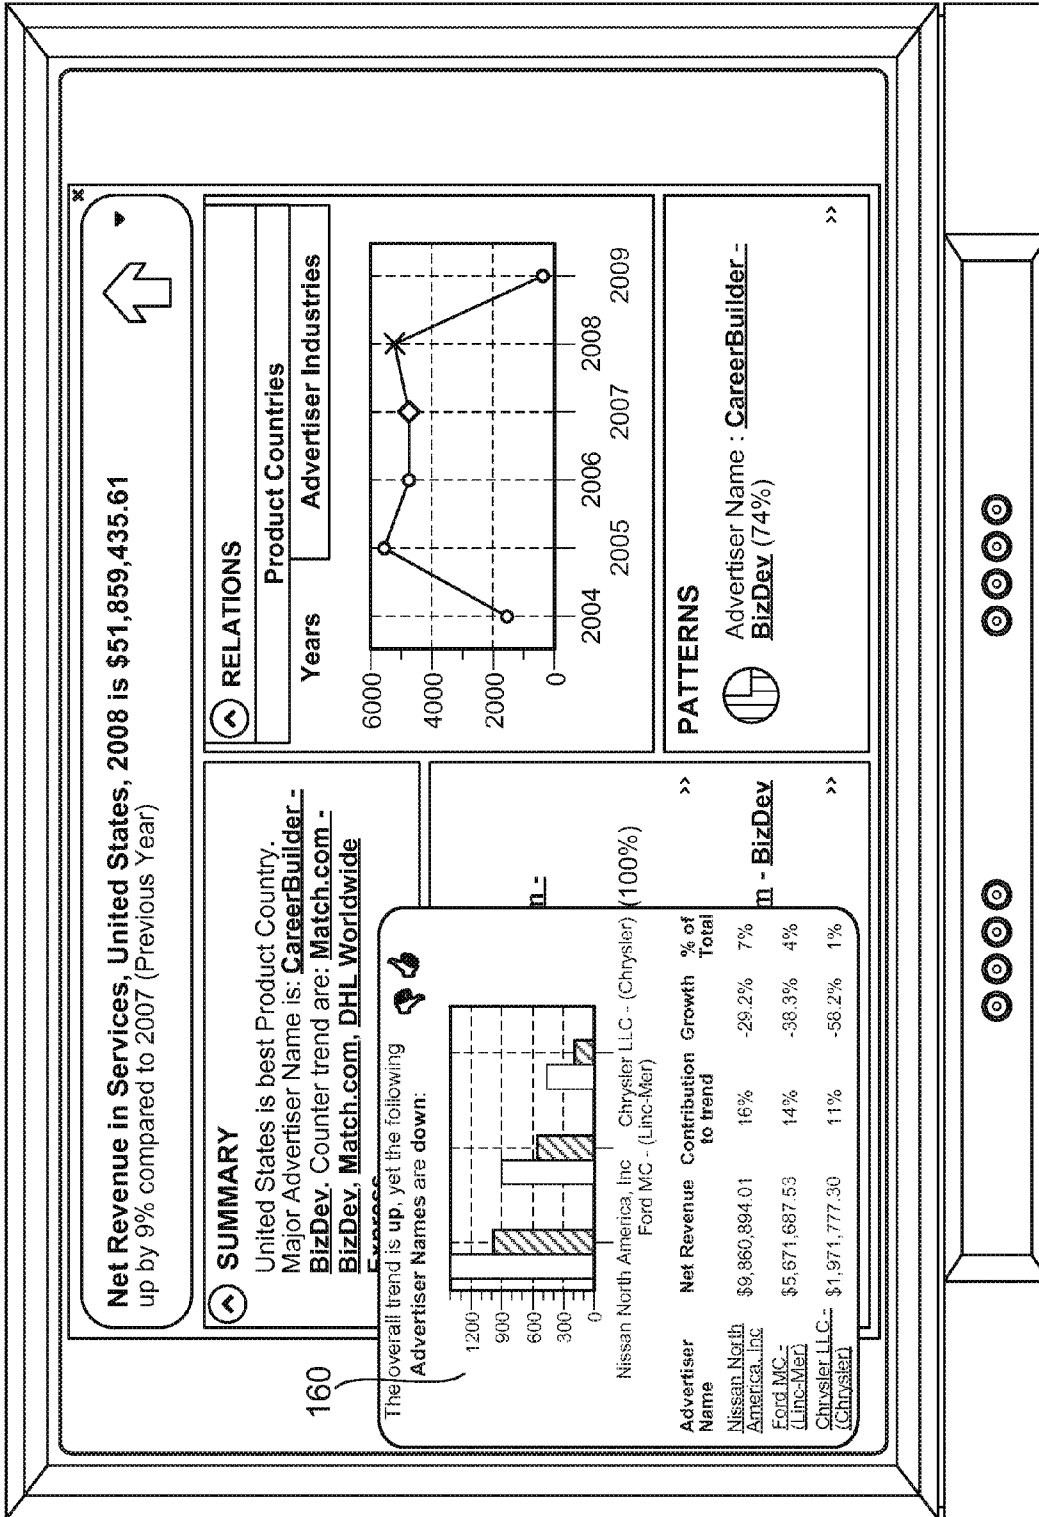 Net Revenue in Services, United States, 2008 is $51,859,435.61
up by 9% compared to 2007 (Previous Year)
SUMMARY
United States is best Product Country.
Major Advertiser Name is: CareerBuilder -
BizDev. Counter trend are: Match.com -
BizDev, Match.com, DHL Worldwide
Express
RELATIONS
Product Countries
Years Advertiser Industries
6000
4000
2000
0
2004 2005 2006 2007 2008 2009
PATTERNS
Advertiser Name : CareerBuilder -
BizDev (74%)
>>
n -
(100%)
>>
m - BizDev
>>
160
The overall trend is up, yet the following
Advertiser Names are down:
1200
900
600
300
0
Nissan North America, Inc Chrysler LLC - (Chrysler)
Ford MC - (Linc-Mer)
Advertiser Name Net Revenue Contribution to trend Growth % of Total
Nissan North America, Inc $9,860,894.01 16% -29.2% 7%
Ford MC - (Linc-Mer) $5,671,687.53 14% -38.3% 4%
Chrysler LLC - (Chrysler) $1,971,777.30 11% -58.2% 1%